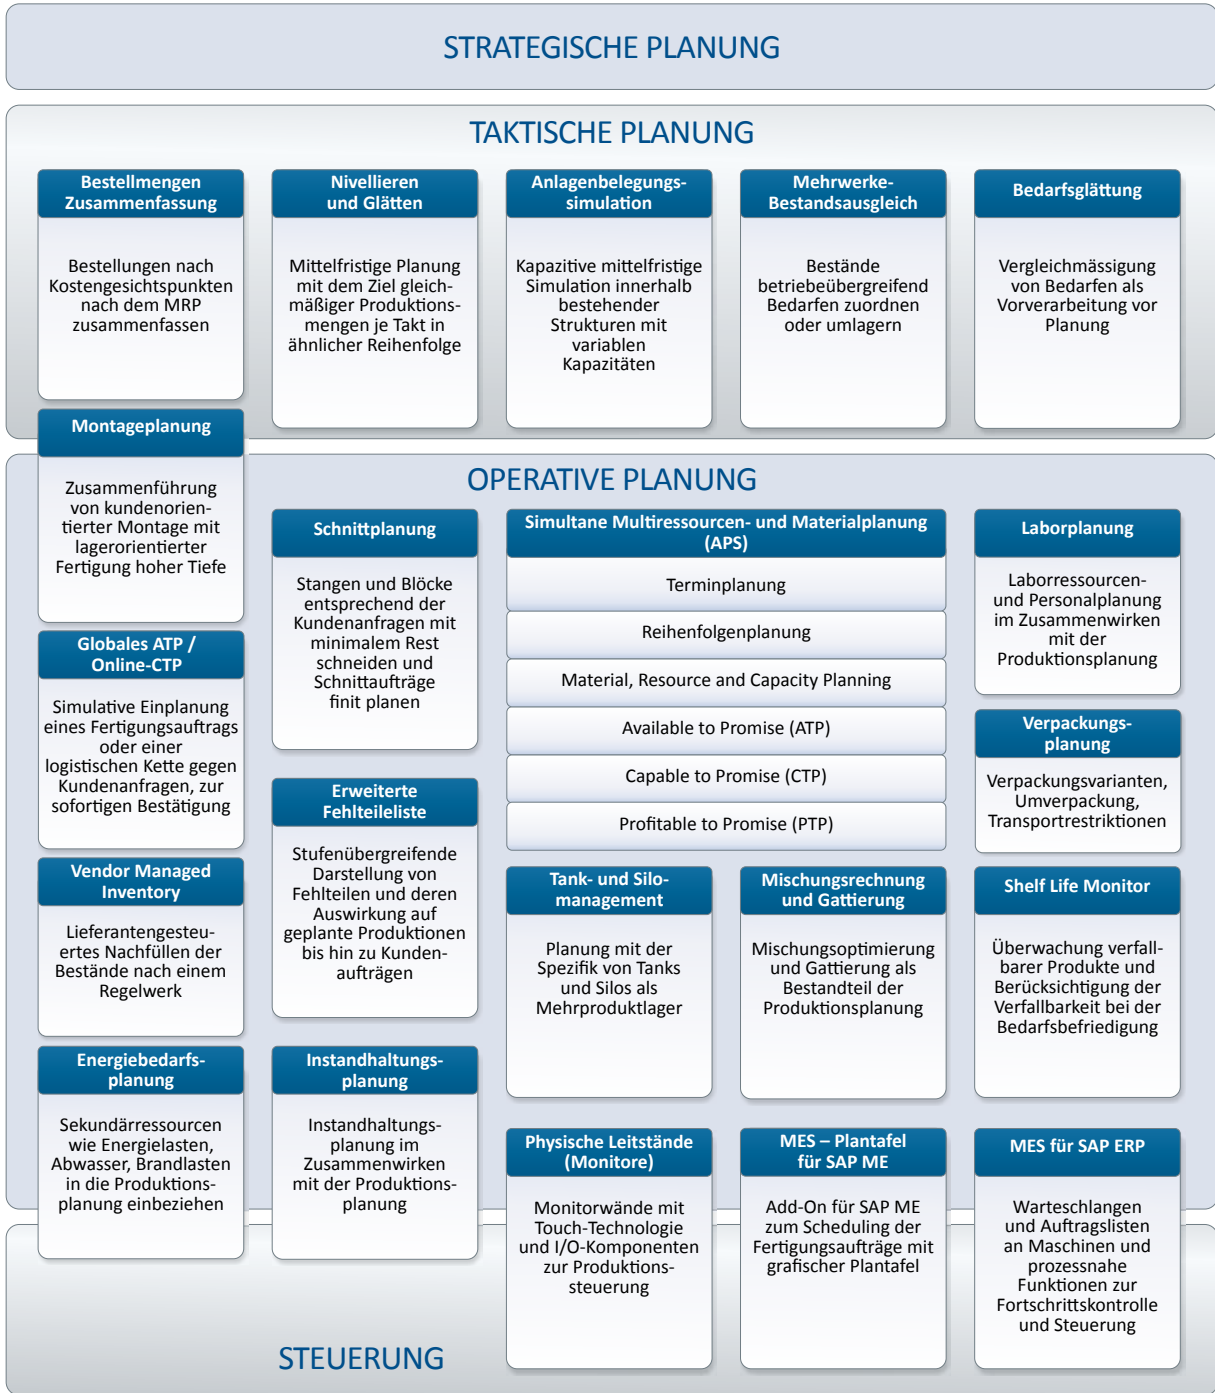 STRATEGISCHE PLANUNG
TAKTISCHE PLANUNG
Bestellmengen
Zusammenfassung
Bestellungen nach
Kostengesichtspunkten
nach dem MRP
zusammenfassen
Nivellieren
und Glätten
Mittelfristige Planung
mit dem Ziel gleich-
mäßiger Produktions-
mengen je Takt in
ähnlicher Reihenfolge
Anlagenbelegungs-
simulation
Kapazitive mittelfristige
Simulation innerhalb
bestehender
Strukturen mit
variablen
Kapazitäten
Mehrwerke-
Bestandsausgleich
Bestände
betriebeübergreifend
Bedarfen zuordnen
oder umlagern
Bedarfsglättung
Vergleichmässigung
von Bedarfen als
Vorverarbeitung vor
Planung
Montageplanung
Zusammenführung
von kundenorien-
tierter Montage mit
lagerorientierter
Fertigung hoher Tiefe
OPERATIVE PLANUNG
Schnittplanung
Stangen und Blöcke
entsprechend der
Kundenanfragen mit
minimalem Rest
schneiden und
Schnittaufträge
finit planen
Simultane Multiressourcen- und Materialplanung
(APS)
Terminplanung
Reihenfolgenplanung
Material, Resource and Capacity Planning
Available to Promise (ATP)
Capable to Promise (CTP)
Profitable to Promise (PTP)
Laborplanung
Laborressourcen-
und Personalplanung
im Zusammenwirken
mit der
Produktionsplanung
Globales ATP /
Online-CTP
Simulative Einplanung
eines Fertigungsauftrags
oder einer
logistischen Kette gegen
Kundenanfragen, zur
sofortigen Bestätigung
Erweiterte
Fehlteileliste
Stufenübergreifende
Darstellung von
Fehlteilen und deren
Auswirkung auf
geplante Produktionen
bis hin zu Kunden-
aufträgen
Verpackungs-
planung
Verpackungsvarianten,
Umverpackung,
Transportrestriktionen
Vendor Managed
Inventory
Lieferantengesteu-
ertes Nachfüllen der
Bestände nach einem
Regelwerk
Tank- und Silo-
management
Planung mit der
Spezifik von Tanks
und Silos als
Mehrproduktlager
Mischungsrechnung
und Gattierung
Mischungsoptimierung
und Gattierung als
Bestandteil der
Produktionsplanung
Shelf Life Monitor
Überwachung verfall-
barer Produkte und
Berücksichtigung der
Verfallbarkeit bei der
Bedarfsbefriedigung
Energiebedarfs-
planung
Sekundärressourcen
wie Energielasten,
Abwasser, Brandlasten
in die Produktions-
planung einbeziehen
Instandhaltungs-
planung
Instandhaltungs-
planung im
Zusammenwirken
mit der Produktions-
planung
Physische Leitstände
(Monitore)
Monitorwände mit
Touch-Technologie
und I/O-Komponenten
zur Produktions-
steuerung
MES – Plantafel
für SAP ME
Add-On für SAP ME
zum Scheduling der
Fertigungsaufträge mit
grafischer Plantafel
MES für SAP ERP
Warteschlangen
und Auftragslisten
an Maschinen und
prozessnahe
Funktionen zur
Fortschrittskontrolle
und Steuerung
STEUERUNG